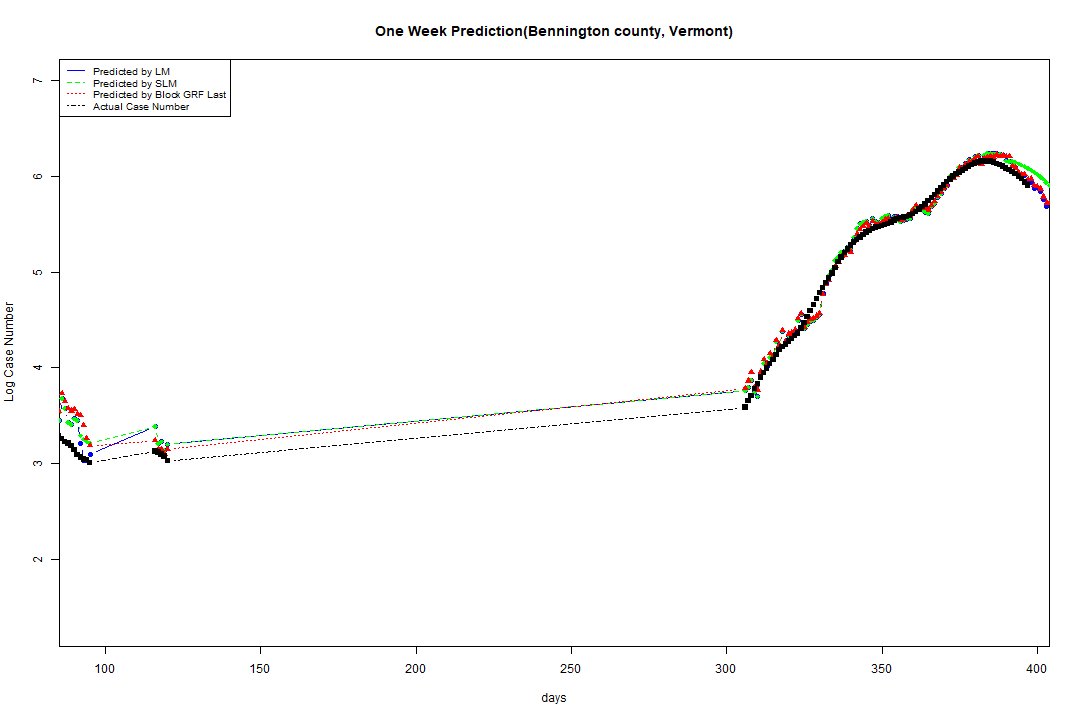 One Week Prediction(Bennington county, Vermont)
Predicted by LM
Predicted by SLM
Predicted by Block GRF Last
Actual Case Number
7
6
5
4
3
2
Log Case Number
100 150 200 250 300 350 400
days